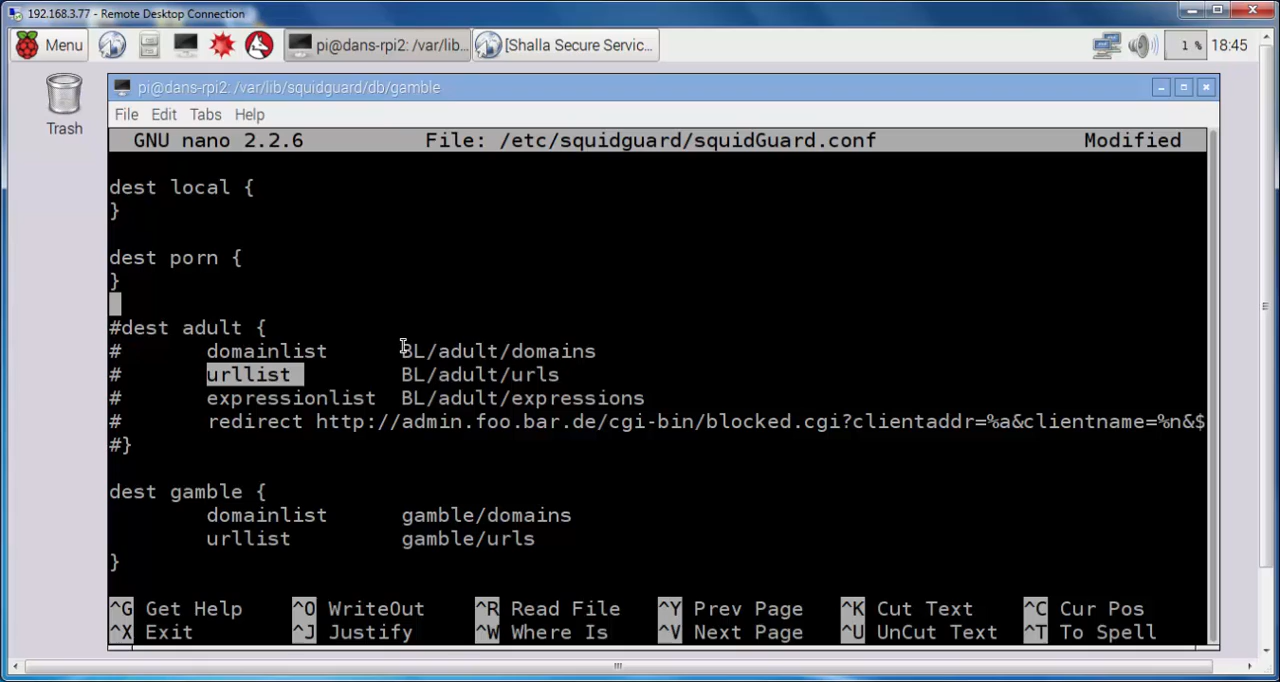 192.168.3.77 - Remote Desktop Connection
Menu
pi@dans-rpi2: /var/lib...
[Shalla Secure Servic...
1 %
18:45
Trash
pi@dans-rpi2: /var/lib/squidguard/db/gamble
File Edit Tabs Help
GNU nano 2.2.6 File: /etc/squidguard/squidGuard.conf Modified
dest local {
}
dest porn {
}
#dest adult {
# domainlist BL/adult/domains
# urllist BL/adult/urls
# expressionlist BL/adult/expressions
# redirect http://admin.foo.bar.de/cgi-bin/blocked.cgi?clientaddr=%a&clientname=%n&$
#}
dest gamble {
domainlist gamble/domains
urllist gamble/urls
}
^G Get Help ^O WriteOut ^R Read File ^Y Prev Page ^K Cut Text ^C Cur Pos
^X Exit ^J Justify ^W Where Is ^V Next Page ^U UnCut Text ^T To Spell